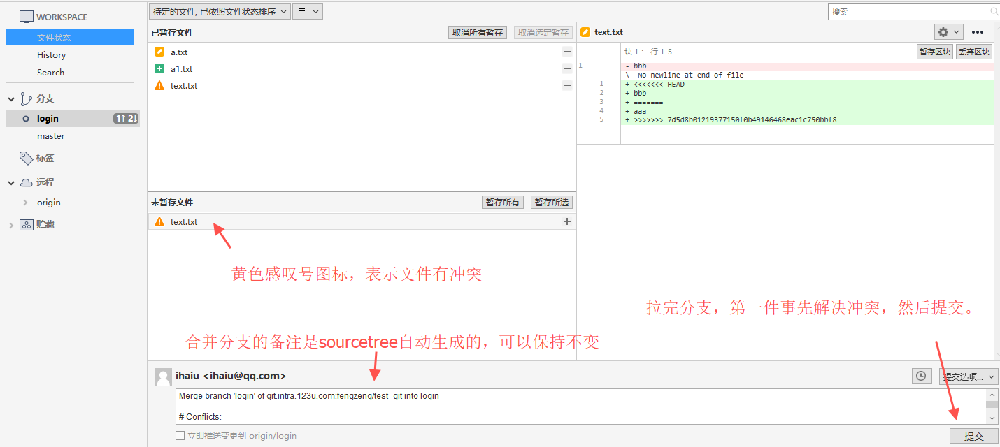 WORKSPACE
文件状态
History
Search
分支
login
1↑ 2↓
master
标签
远程
origin
贮藏
待定的文件, 已依照文件状态排序
搜索
已暂存文件
取消所有暂存
取消选定暂存
a.txt
a1.txt
text.txt
未暂存文件
暂存所有
暂存所选
text.txt
黄色感叹号图标，表示文件有冲突
text.txt
块 1 : 行 1-5
暂存区块
丢弃区块
1 - bbb
\ No newline at end of file
1 + <<<<<<< HEAD
2 + bbb
3 + =======
4 + aaa
5 + >>>>>>> 7d5d8b01219377150f0b49146468eac1c750bbf8
拉完分支，第一件事先解决冲突，然后提交。
合并分支的备注是sourcetree自动生成的，可以保持不变
ihaiu <ihaiu@qq.com>
提交选项...
Merge branch 'login' of git.intra.123u.com:fengzeng/test_git into login
# Conflicts:
立即推送变更到 origin/login
提交